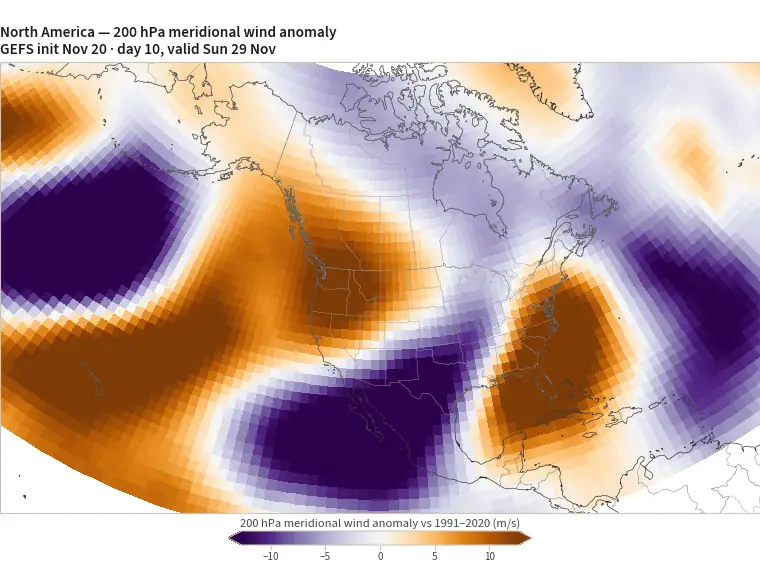 North America — 200 hPa meridional wind anomaly
GEFS init Nov 20 · day 10, valid Sun 29 Nov
200 hPa meridional wind anomaly vs 1991–2020 (m/s)
−10 −5 0 5 10